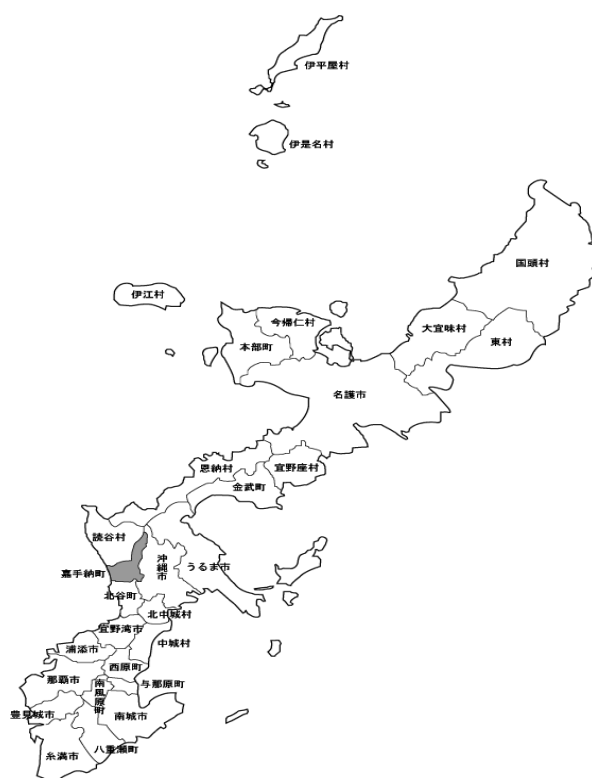 伊平屋村
伊是名村
国頭村
伊江村
今帰仁村
大宜味村
本部町
東村
名護市
恩納村
宜野座村
金武町
読谷村
沖縄市
うるま市
嘉手納町
北谷町
北中城村
宜野湾市
中城村
浦添市
西原町
那覇市
南風原町
与那原町
豊見城市
南城市
八重瀬町
糸満市